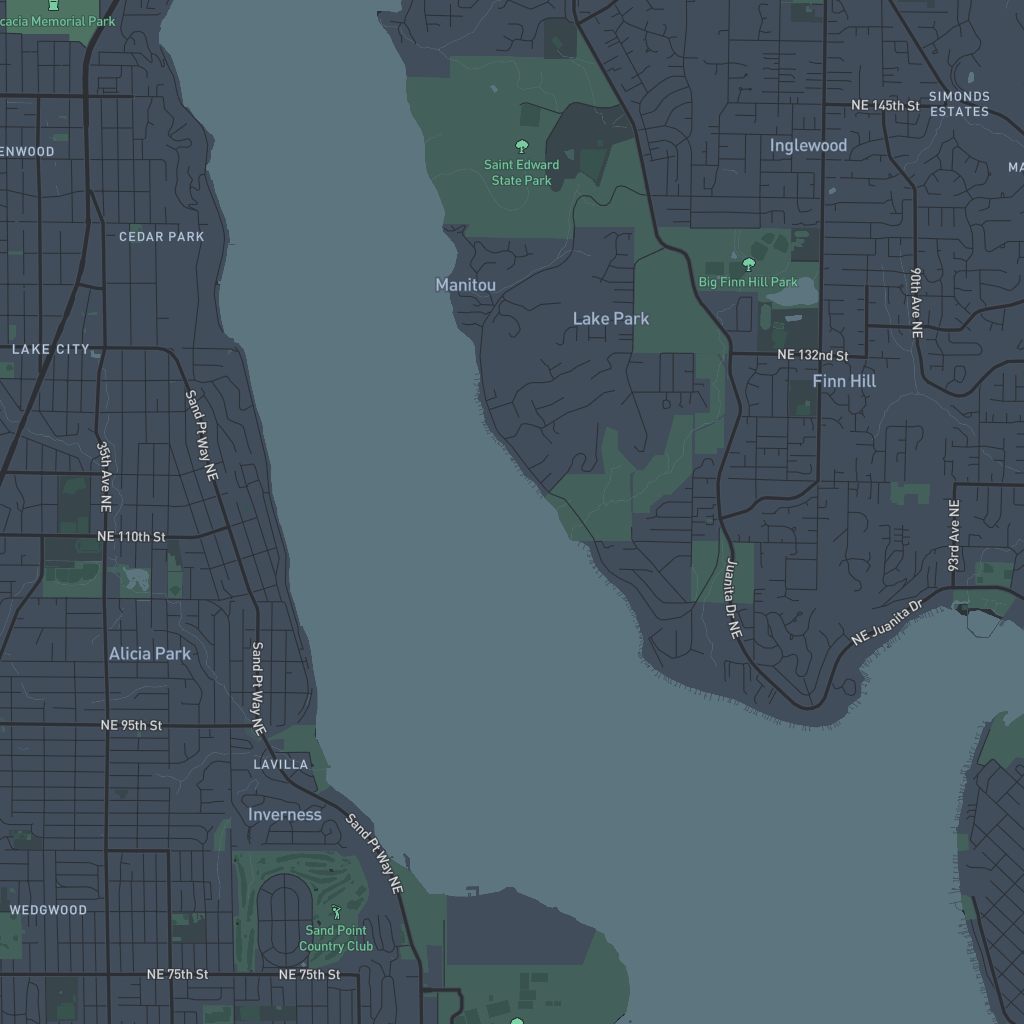 cacia Memorial Park
SIMONDS
ESTATES
NE 145th St
Inglewood
ENWOOD
Saint Edward
State Park
MA
CEDAR PARK
Manitou
Big Finn Hill Park
90th Ave NE
Lake Park
LAKE CITY
NE 132nd St
Finn Hill
Sand Pt Way NE
35th Ave NE
NE 110th St
93rd Ave NE
Juanita Dr NE
NE Juanita Dr
Alicia Park
Sand Pt Way NE
NE 95th St
LAVILLA
Inverness
Sand Pt Way NE
WEDGWOOD
Sand Point
Country Club
NE 75th St
NE 75th St